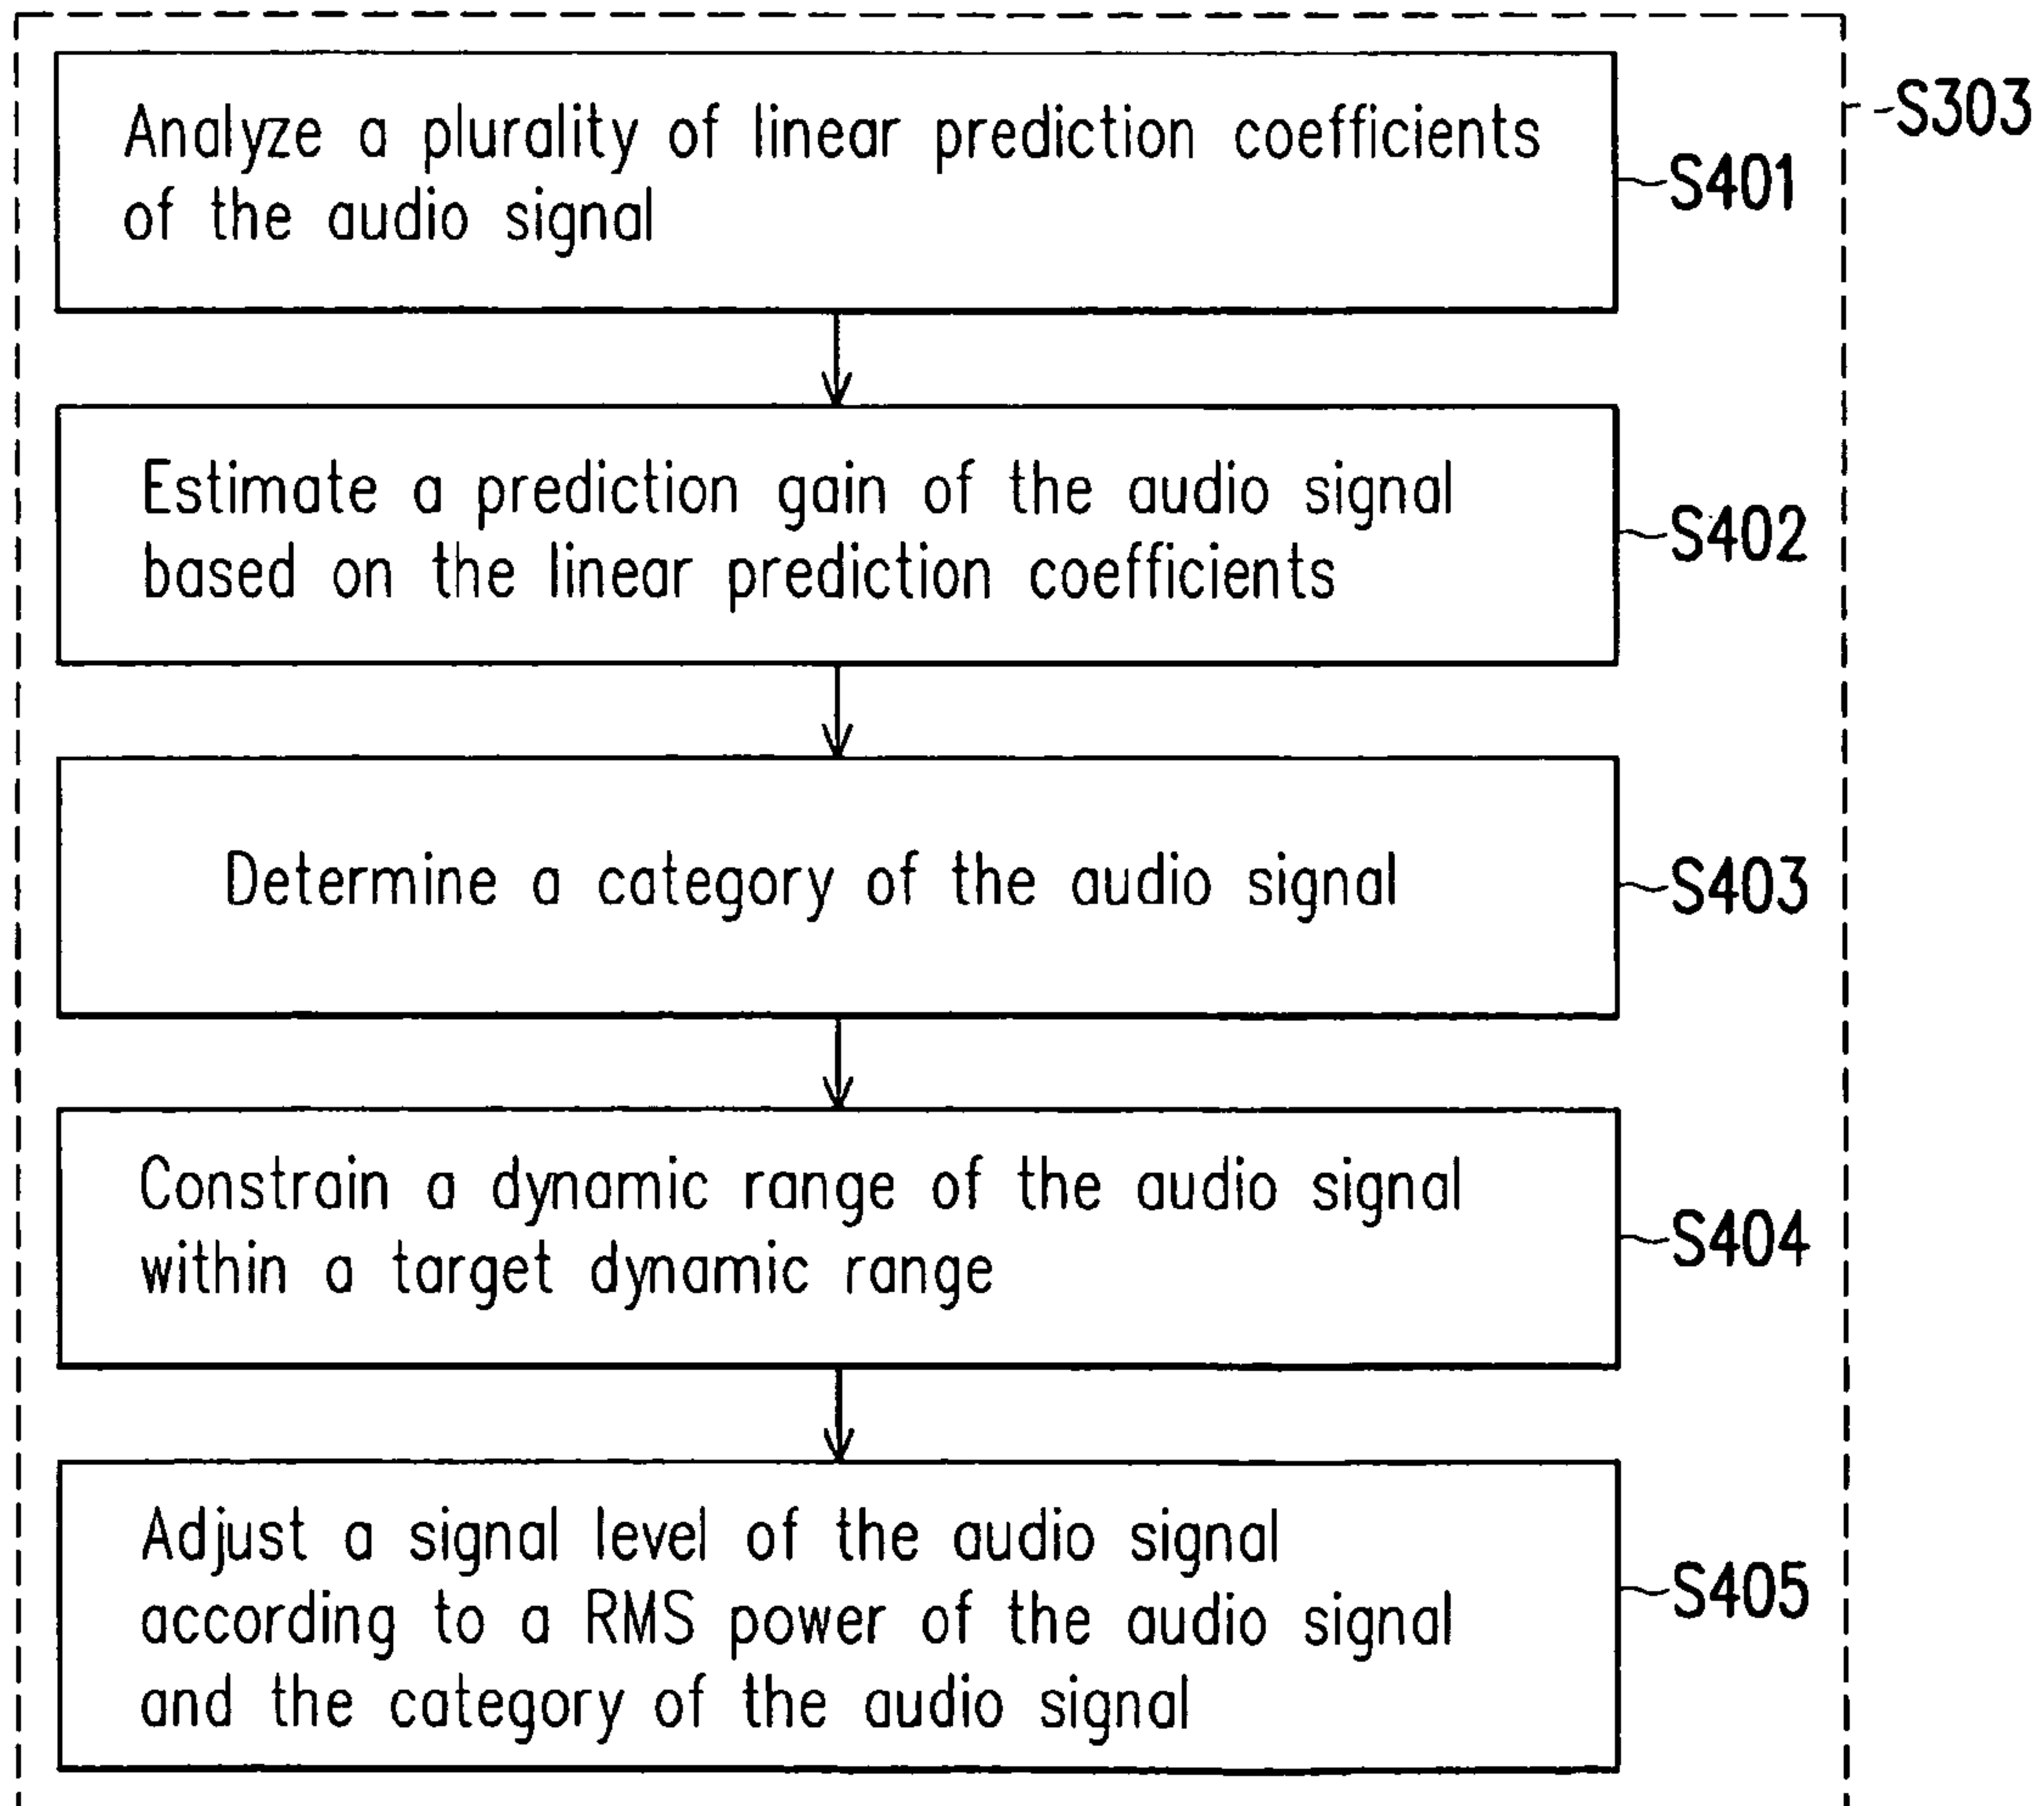 S303
Analyze a plurality of linear prediction coefficients
of the audio signal
S401
Estimate a prediction gain of the audio signal
based on the linear prediction coefficients
S402
Determine a category of the audio signal
S403
Constrain a dynamic range of the audio signal
within a target dynamic range
S404
Adjust a signal level of the audio signal
according to a RMS power of the audio signal
and the category of the audio signal
S405